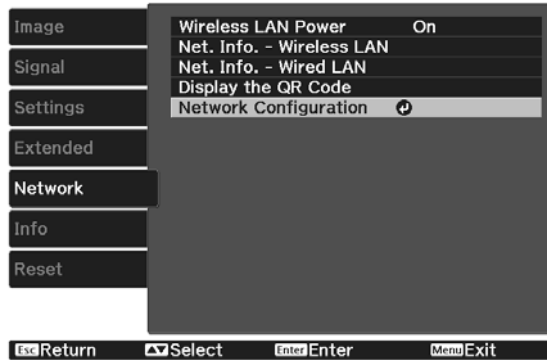 Image
Signal
Settings
Extended
Network
Info
Reset
Wireless LAN Power On
Net. Info. - Wireless LAN
Net. Info. - Wired LAN
Display the QR Code
Network Configuration
Esc Return Select Enter Enter Menu Exit